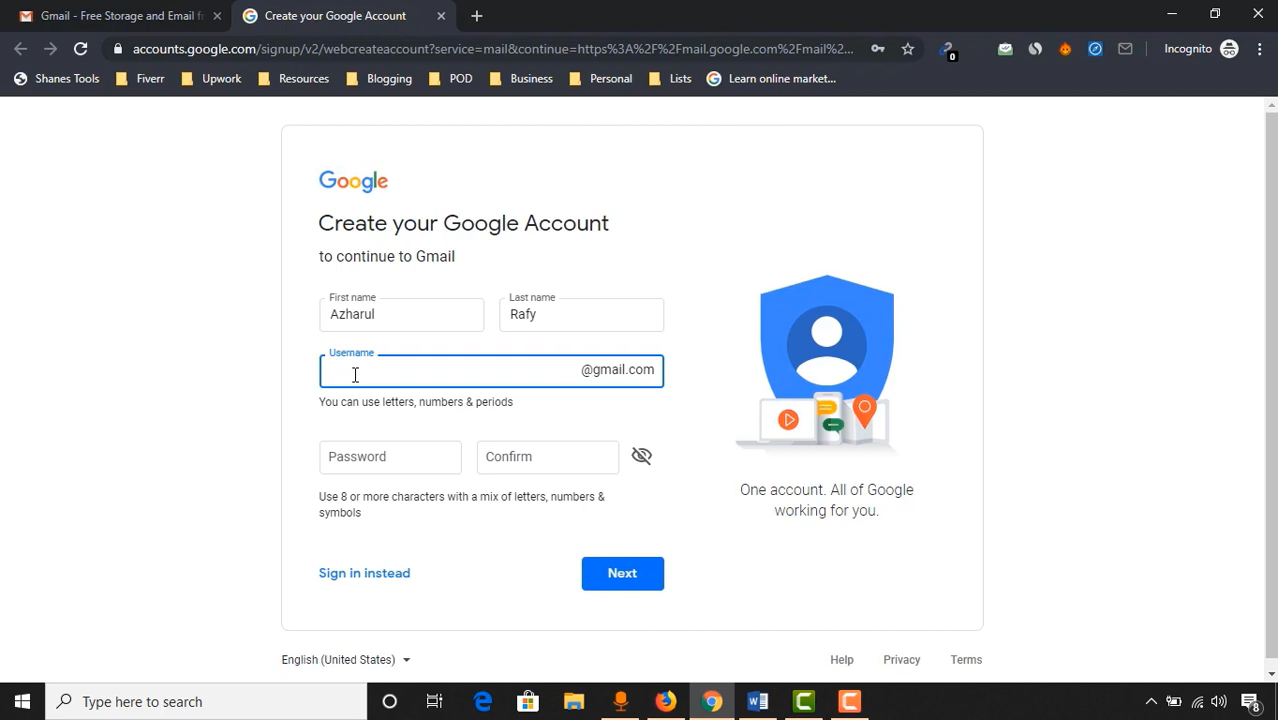 Gmail - Free Storage and Email f
Create your Google Account
accounts.google.com/signup/v2/webcreateaccount?service=mail&continue=https%3A%2F%2Fmail.google.com%2Fmail%2...
0
Incognito
Shanes Tools
Fiverr
Upwork
Resources
Blogging
POD
Business
Personal
Lists
Learn online market...
Google
Create your Google Account
to continue to Gmail
First name
Last name
Azharul
Rafy
Username
@gmail.com
You can use letters, numbers & periods
Password
Confirm
Use 8 or more characters with a mix of letters, numbers &
symbols
One account. All of Google
working for you.
Sign in instead
Next
English (United States)
Help
Privacy
Terms
Type here to search
8